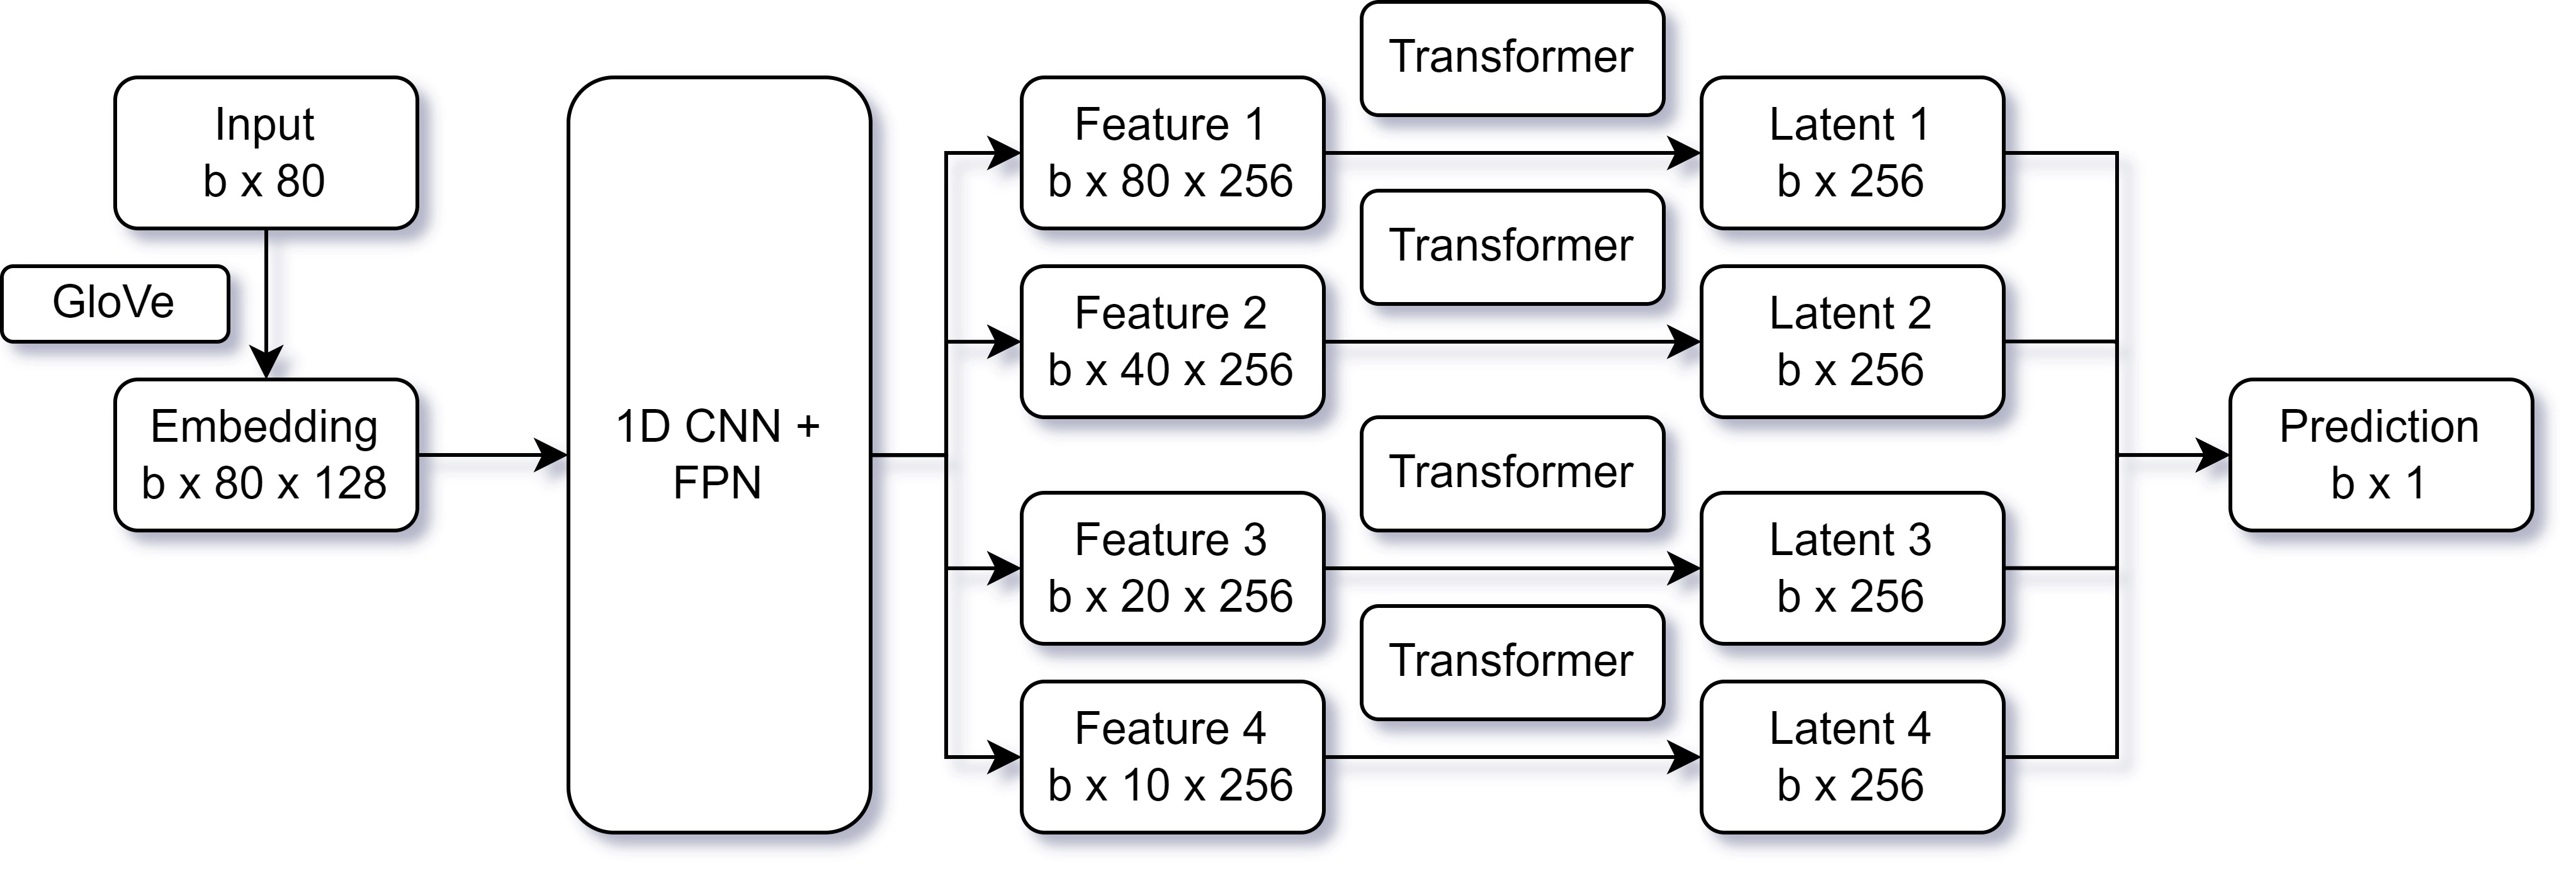 Input
b x 80
GloVe
Embedding
b x 80 x 128
1D CNN +
FPN
Feature 1
b x 80 x 256
Transformer
Latent 1
b x 256
Feature 2
b x 40 x 256
Transformer
Latent 2
b x 256
Feature 3
b x 20 x 256
Transformer
Latent 3
b x 256
Feature 4
b x 10 x 256
Transformer
Latent 4
b x 256
Prediction
b x 1